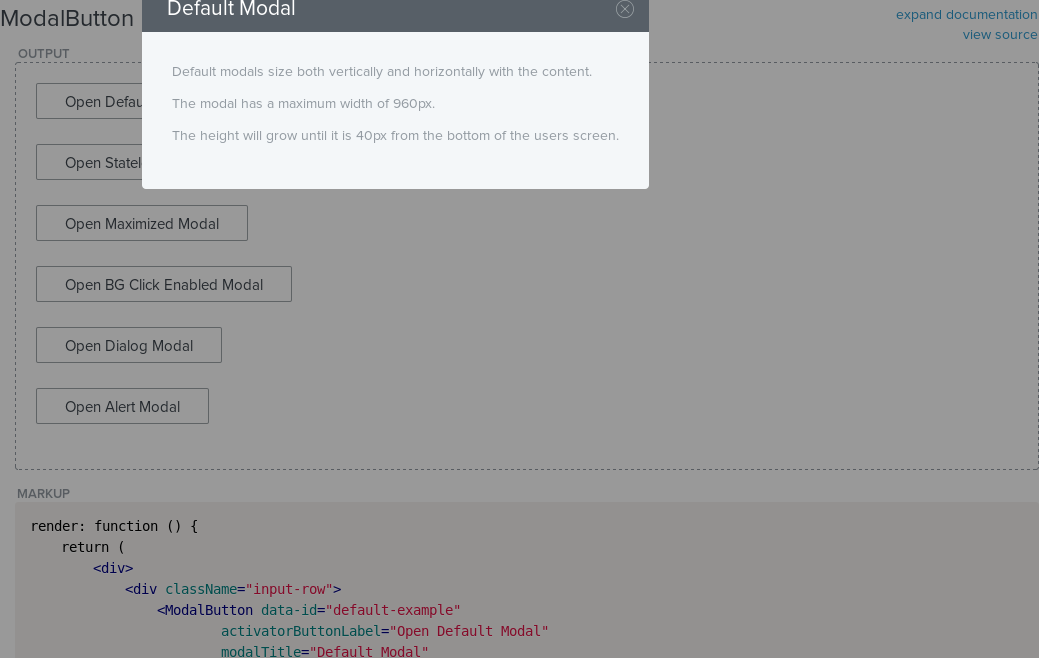 ModalButton
Default Modal
expand documentation
view source
OUTPUT
Default modals size both vertically and horizontally with the content.
The modal has a maximum width of 960px.
The height will grow until it is 40px from the bottom of the users screen.
Open
Open
Open Maximized Modal
Open BG Click Enabled Modal
Open Dialog Modal
Open Alert Modal
MARKUP
render: function () {
return (
<div>
<div className="input-row">
<ModalButton data-id="default-example"
activatorButtonLabel="Open Default Modal"
modalTitle="Default Modal"